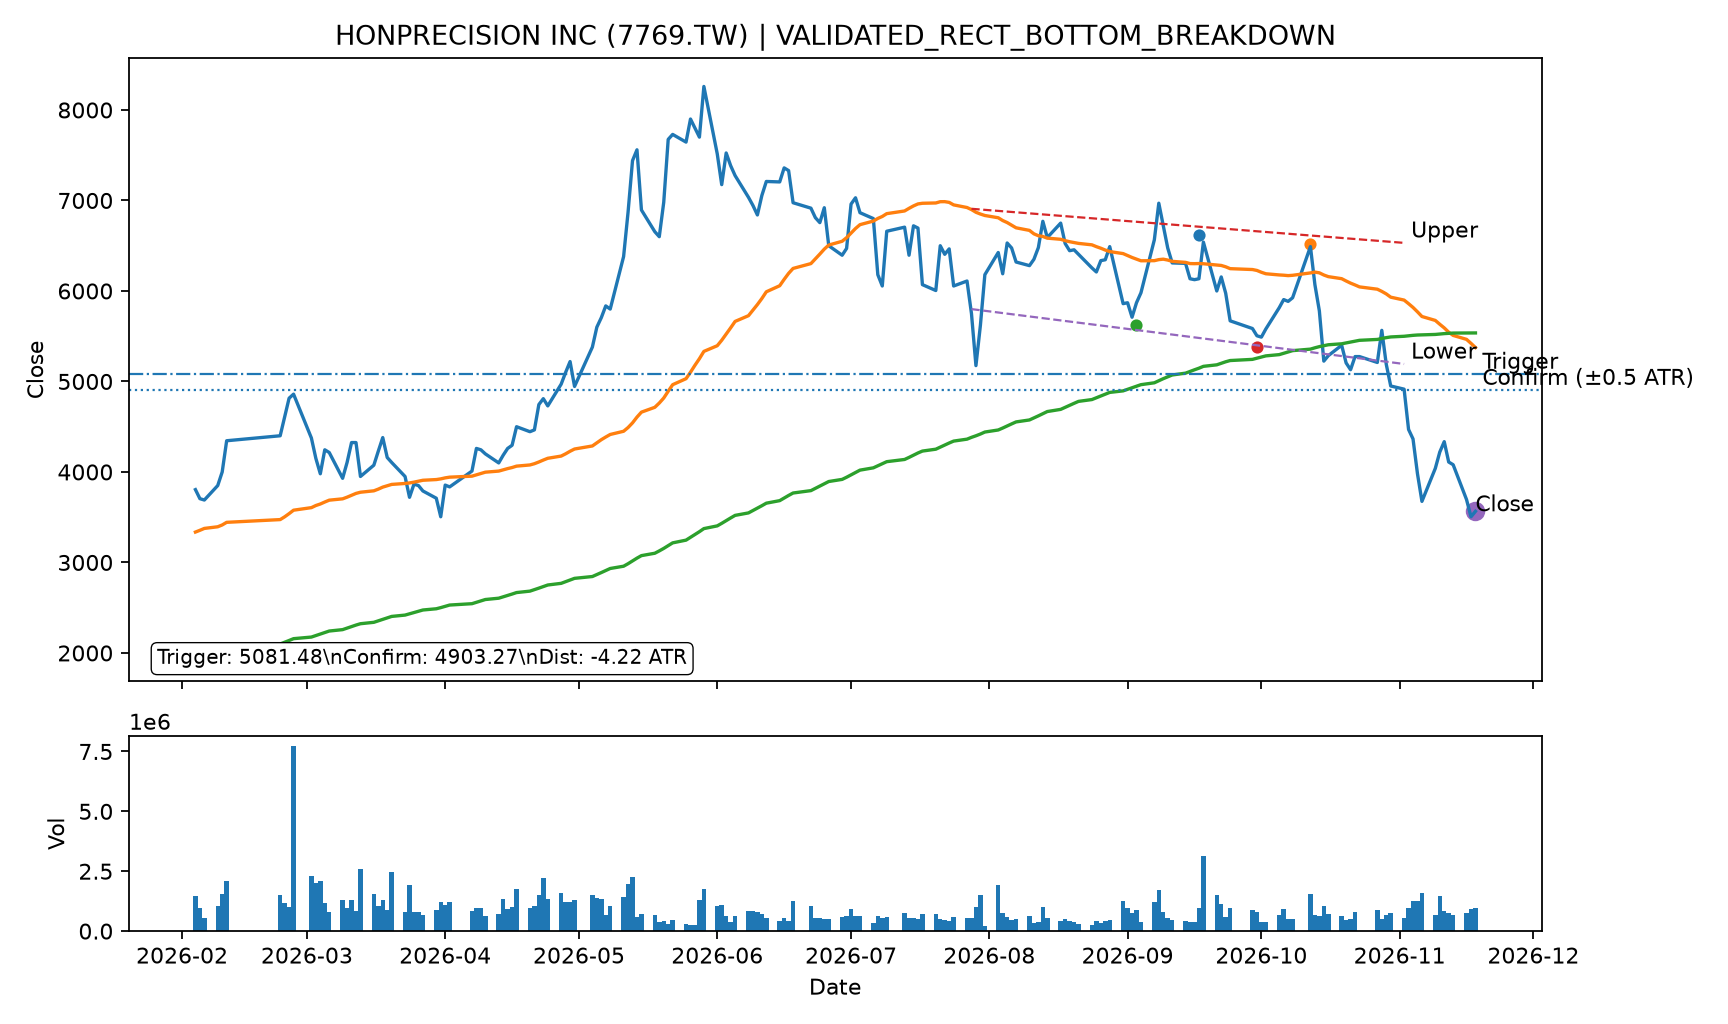 HONPRECISION INC (7769.TW) | VALIDATED_RECT_BOTTOM_BREAKDOWN
Close
8000
7000
6000
5000
4000
3000
2000
Upper
Lower
Trigger
Confirm (±0.5 ATR)
Close
Trigger: 5081.48\nConfirm: 4903.27\nDist: -4.22 ATR
1e6
Vol
7.5
5.0
2.5
0.0
2026-02 2026-03 2026-04 2026-05 2026-06 2026-07 2026-08 2026-09 2026-10 2026-11 2026-12
Date